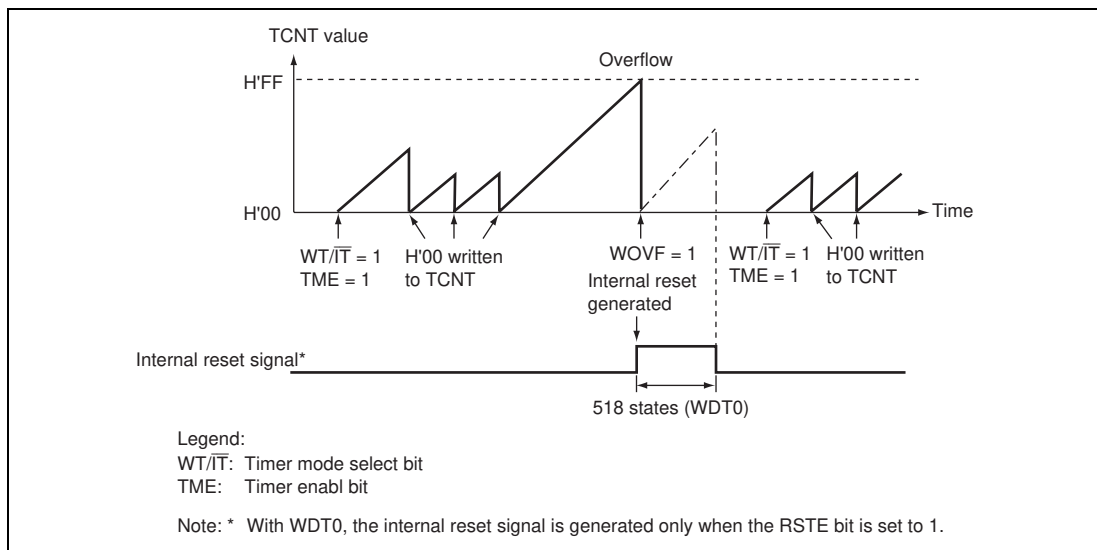 TCNT value
Overflow
H'FF
H'00
Time
WT/I̅T̅ = 1
TME = 1
H'00 written
to TCNT
WOVF = 1
Internal reset
generated
WT/I̅T̅ = 1
TME = 1
H'00 written
to TCNT
Internal reset signal*
518 states (WDT0)
Legend:
WT/I̅T̅: Timer mode select bit
TME: Timer enabl bit
Note: * With WDT0, the internal reset signal is generated only when the RSTE bit is set to 1.